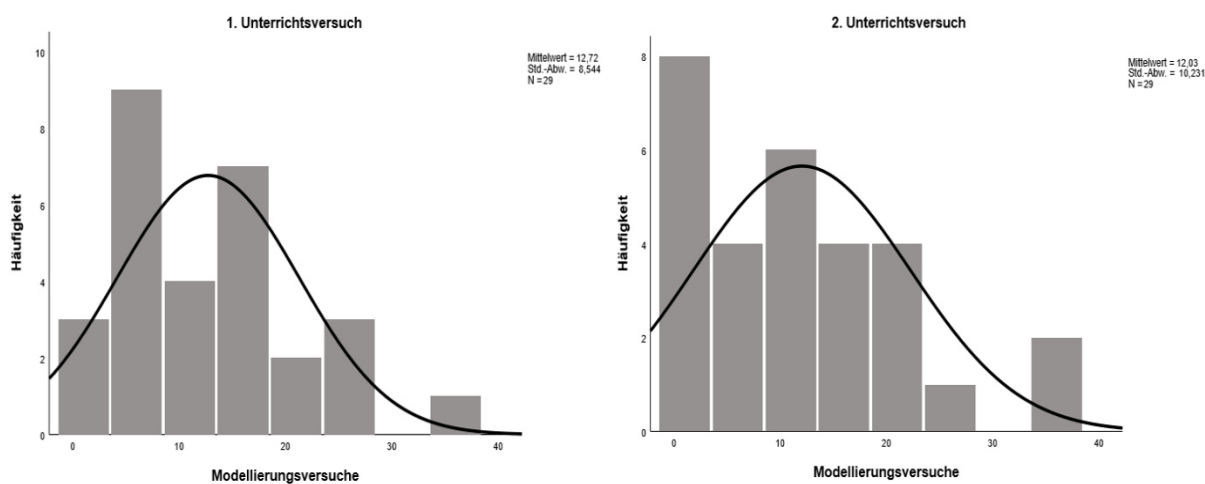 1. Unterrichtsversuch
Mittelwert = 12,72
Std.-Abw. = 8,544
N = 29
10
8
6
4
2
0
Häufigkeit
0 10 20 30 40
Modellierungsversuche
2. Unterrichtsversuch
Mittelwert = 12,03
Std.-Abw. = 10,231
N = 29
8
6
4
2
0
Häufigkeit
0 10 20 30 40
Modellierungsversuche